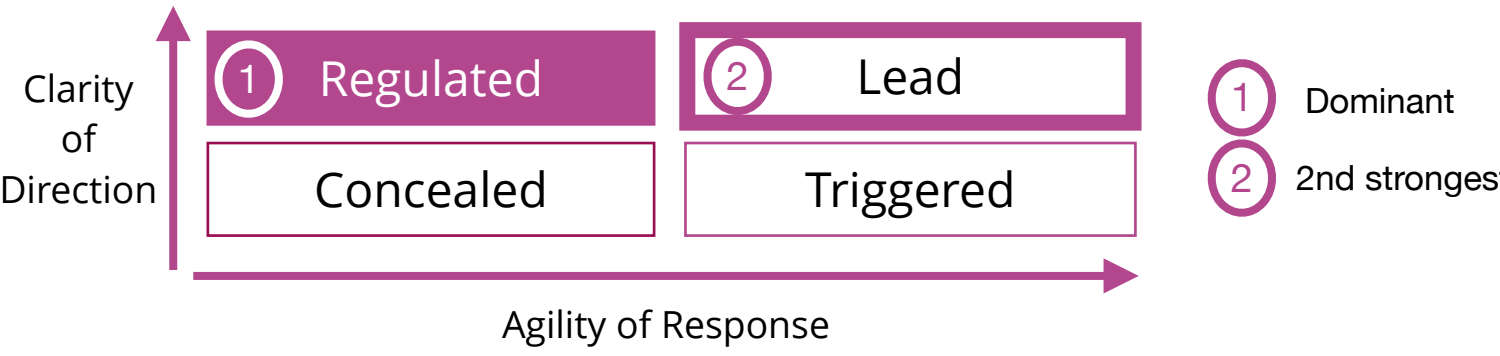 Clarity
of
Direction
1 Regulated
2 Lead
Concealed
Triggered
Agility of Response
1 Dominant
2 2nd stronges